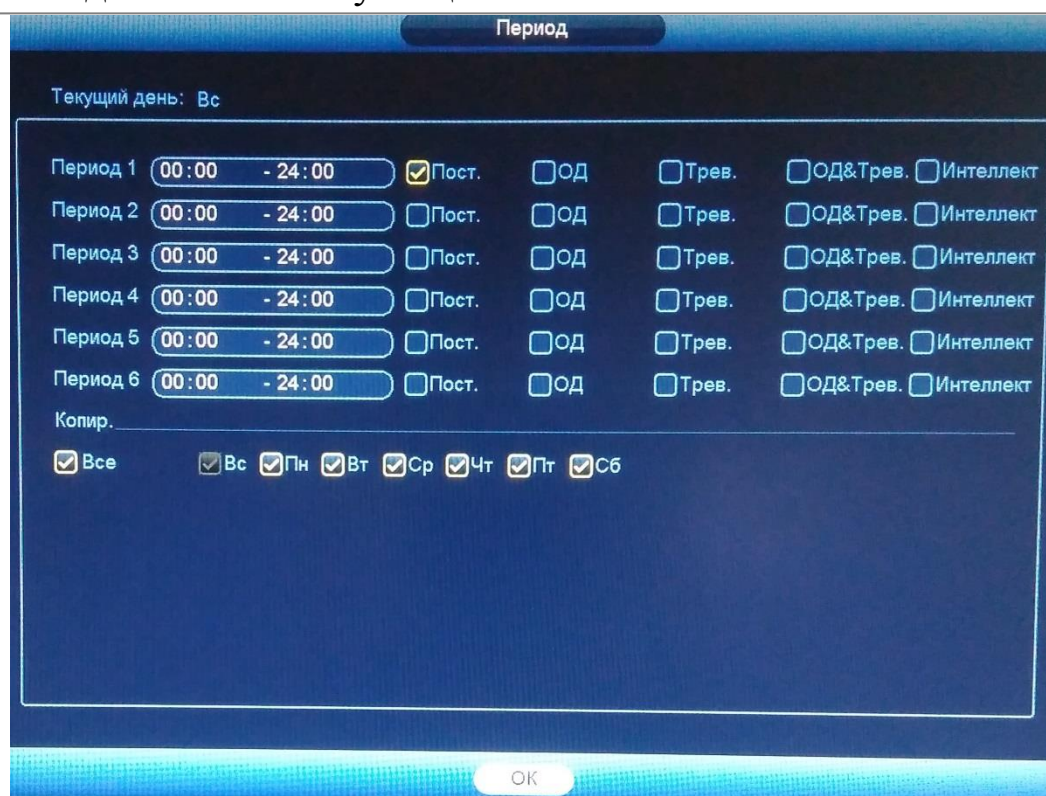 Период
Текущий день: Вс
Период 1 00:00 - 24:00 Пост. ОД Трев. ОД&Трев. Интеллект
Период 2 00:00 - 24:00 Пост. ОД Трев. ОД&Трев. Интеллект
Период 3 00:00 - 24:00 Пост. ОД Трев. ОД&Трев. Интеллект
Период 4 00:00 - 24:00 Пост. ОД Трев. ОД&Трев. Интеллект
Период 5 00:00 - 24:00 Пост. ОД Трев. ОД&Трев. Интеллект
Период 6 00:00 - 24:00 Пост. ОД Трев. ОД&Трев. Интеллект
Копир.
Все Вс Пн Вт Ср Чт Пт Сб
OK